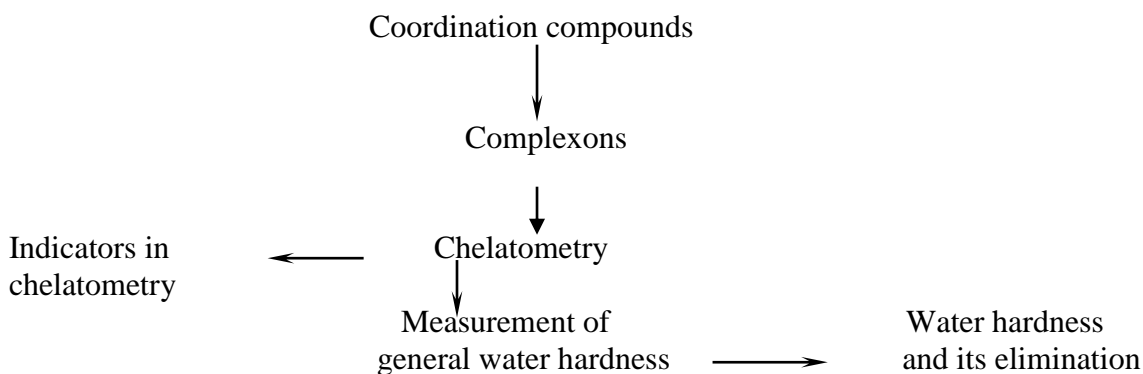 Coordination compounds
Complexons
Indicators in
chelatometry
Chelatometry
Measurement of
general water hardness
Water hardness
and its elimination